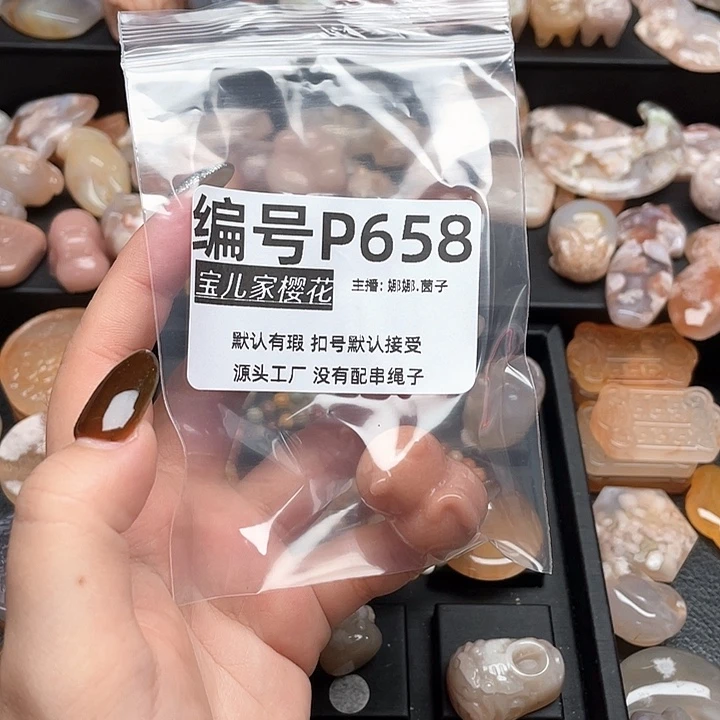 编号P658
宝儿家樱花 主播: 娜娜.茵子
默认有瑕 扣号默认接受
源头工厂 没有配串绳子